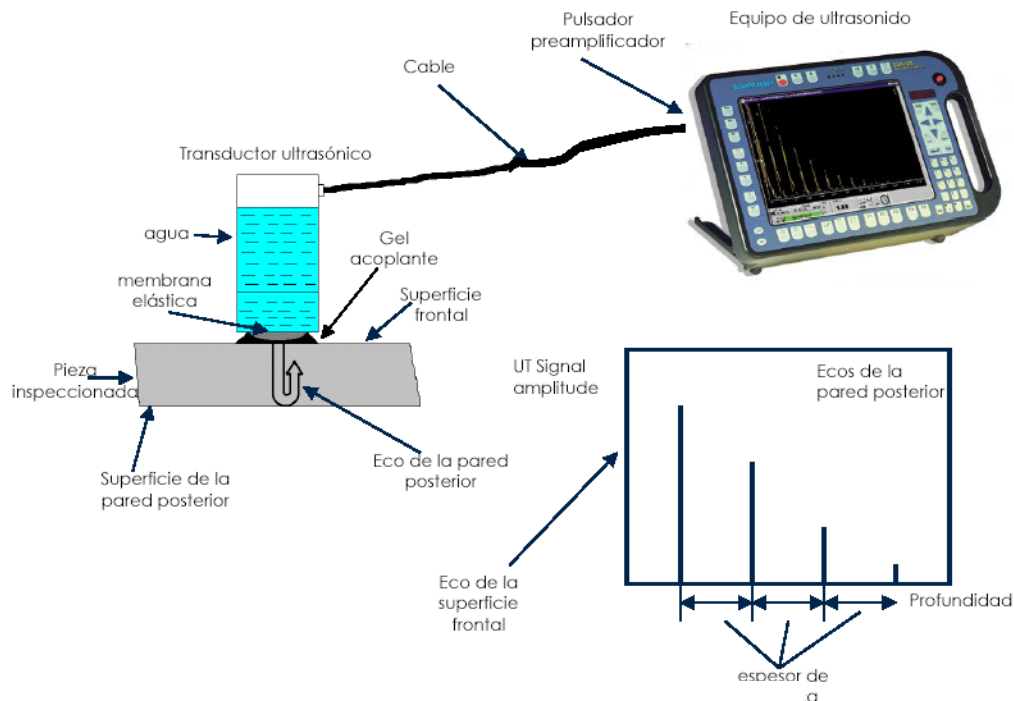 Pulsador
preamplificador
Equipo de ultrasonido
Cable
Transductor ultrasónico
agua
Gel
acoplante
membrana
elástica
Superficie
frontal
Pieza
inspeccionada
Superficie de la
pared posterior
Eco de la pared
posterior
UT Signal
amplitude
Ecos de la
pared posterior
Eco de la
superficie
frontal
Profundidad
espesor de